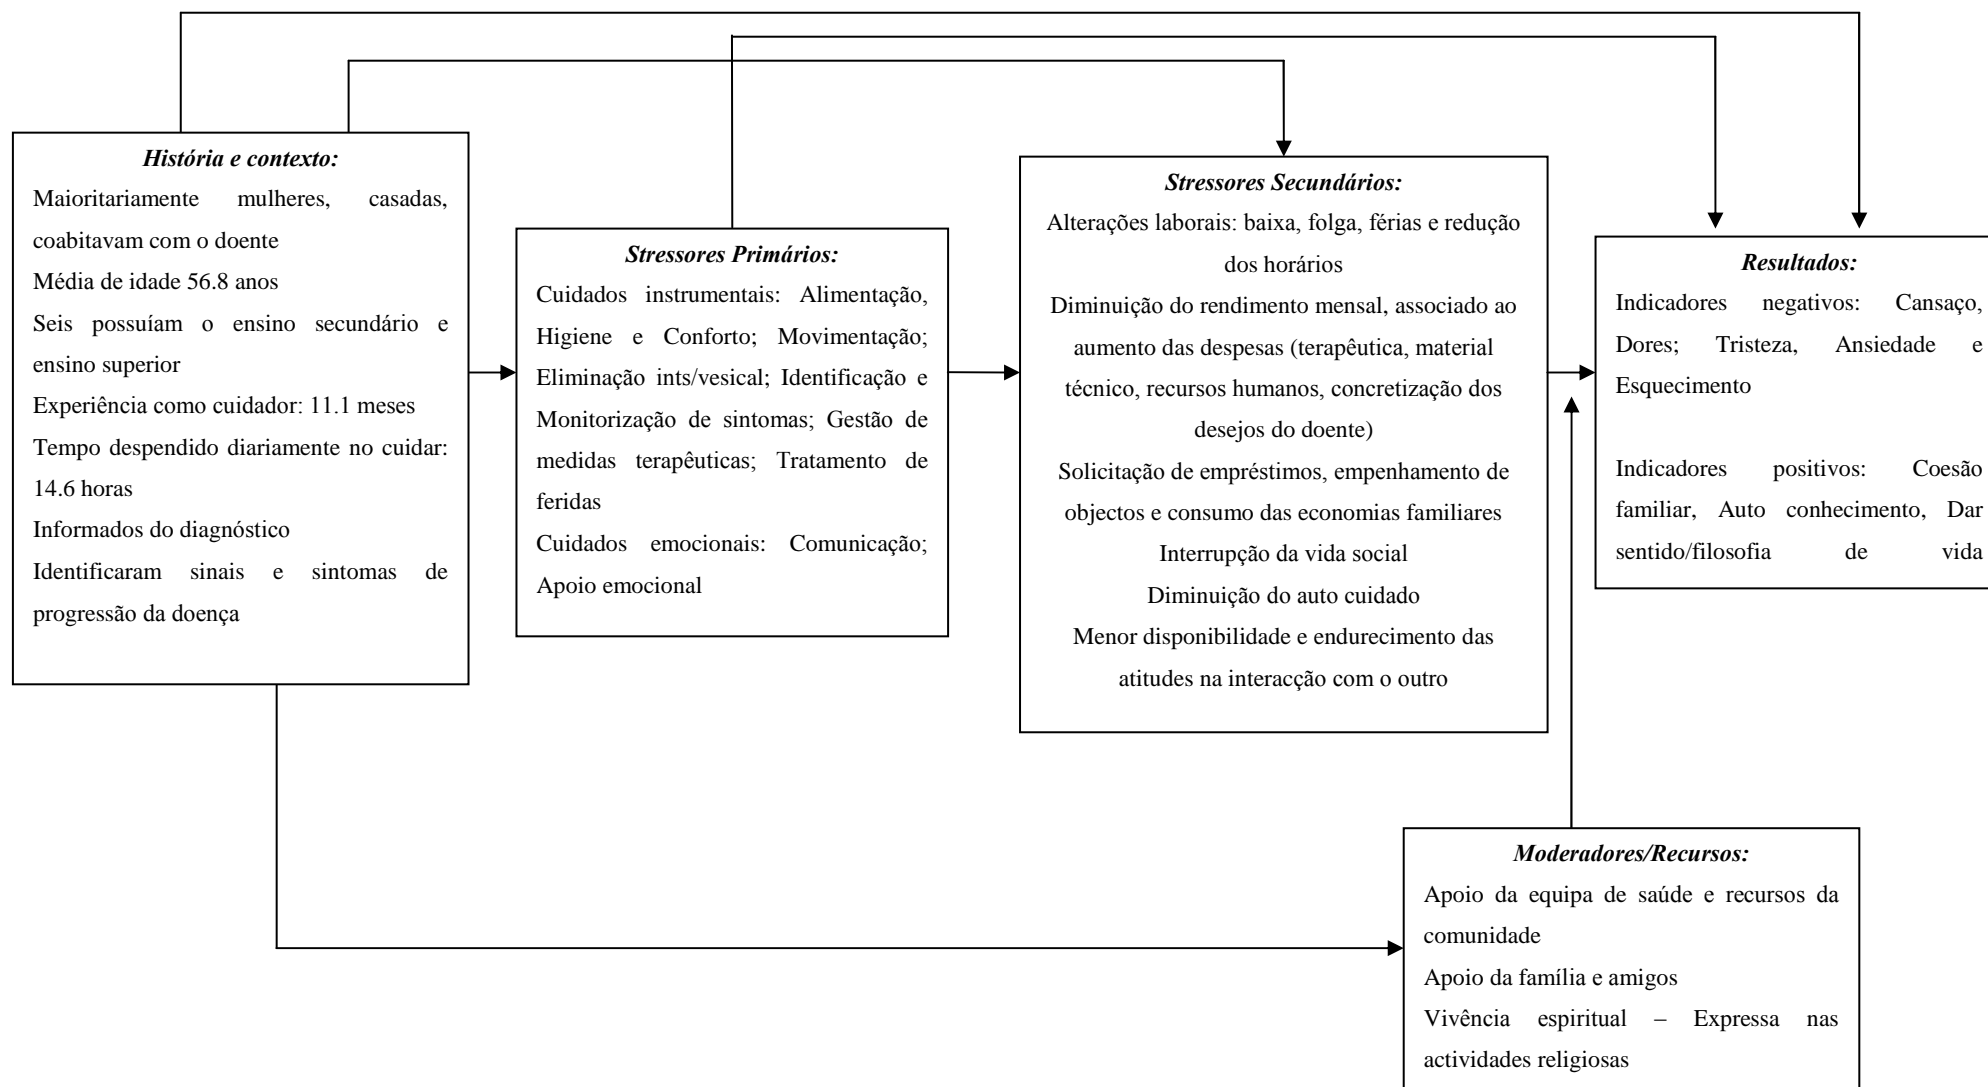 História e contexto:
Maioritariamente mulheres, casadas,
coabitavam com o doente
Média de idade 56.8 anos
Seis possuíam o ensino secundário e
ensino superior
Experiência como cuidador: 11.1 meses
Tempo despendido diariamente no cuidar:
14.6 horas
Informados do diagnóstico
Identificaram sinais e sintomas de
progressão da doença
Stressores Primários:
Cuidados instrumentais: Alimentação,
Higiene e Conforto; Movimentação;
Eliminação ints/vesical; Identificação e
Monitorização de sintomas; Gestão de
medidas terapêuticas; Tratamento de
feridas
Cuidados emocionais: Comunicação;
Apoio emocional
Stressores Secundários:
Alterações laborais: baixa, folga, férias e redução
dos horários
Diminuição do rendimento mensal, associado ao
aumento das despesas (terapêutica, material
técnico, recursos humanos, concretização dos
desejos do doente)
Solicitação de empréstimos, empenhamento de
objectos e consumo das economias familiares
Interrupção da vida social
Diminuição do auto cuidado
Menor disponibilidade e endurecimento das
atitudes na interacção com o outro
Resultados:
Indicadores negativos: Cansaço,
Dores; Tristeza, Ansiedade e
Esquecimento
Indicadores positivos: Coesão
familiar, Auto conhecimento, Dar
sentido/filosofia de vida
Moderadores/Recursos:
Apoio da equipa de saúde e recursos da
comunidade
Apoio da família e amigos
Vivência espiritual – Expressa nas
actividades religiosas